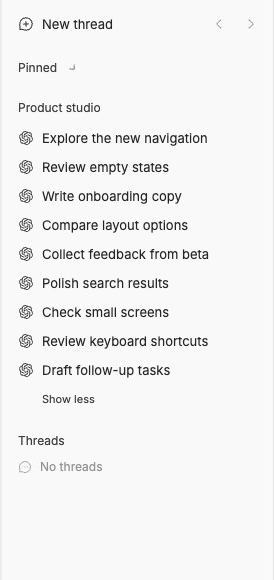 New thread
Pinned
Product studio
Explore the new navigation
Review empty states
Write onboarding copy
Compare layout options
Collect feedback from beta
Polish search results
Check small screens
Review keyboard shortcuts
Draft follow-up tasks
Show less
Threads
No threads